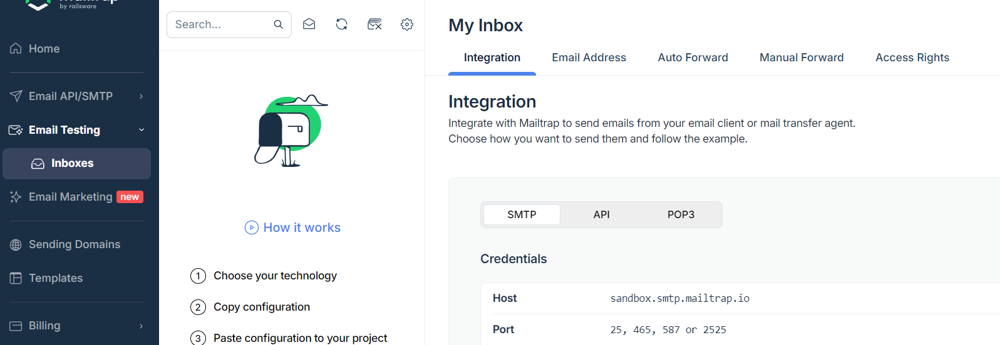 by railsware
Home
Email API/SMTP
Email Testing
Inboxes
Email Marketing new
Sending Domains
Templates
Billing
Search...
How it works
1 Choose your technology
2 Copy configuration
3 Paste configuration to your project
My Inbox
Integration Email Address Auto Forward Manual Forward Access Rights
Integration
Integrate with Mailtrap to send emails from your email client or mail transfer agent.
Choose how you want to send them and follow the example.
SMTP API POP3
Credentials
Host sandbox.smtp.mailtrap.io
Port 25, 465, 587 or 2525